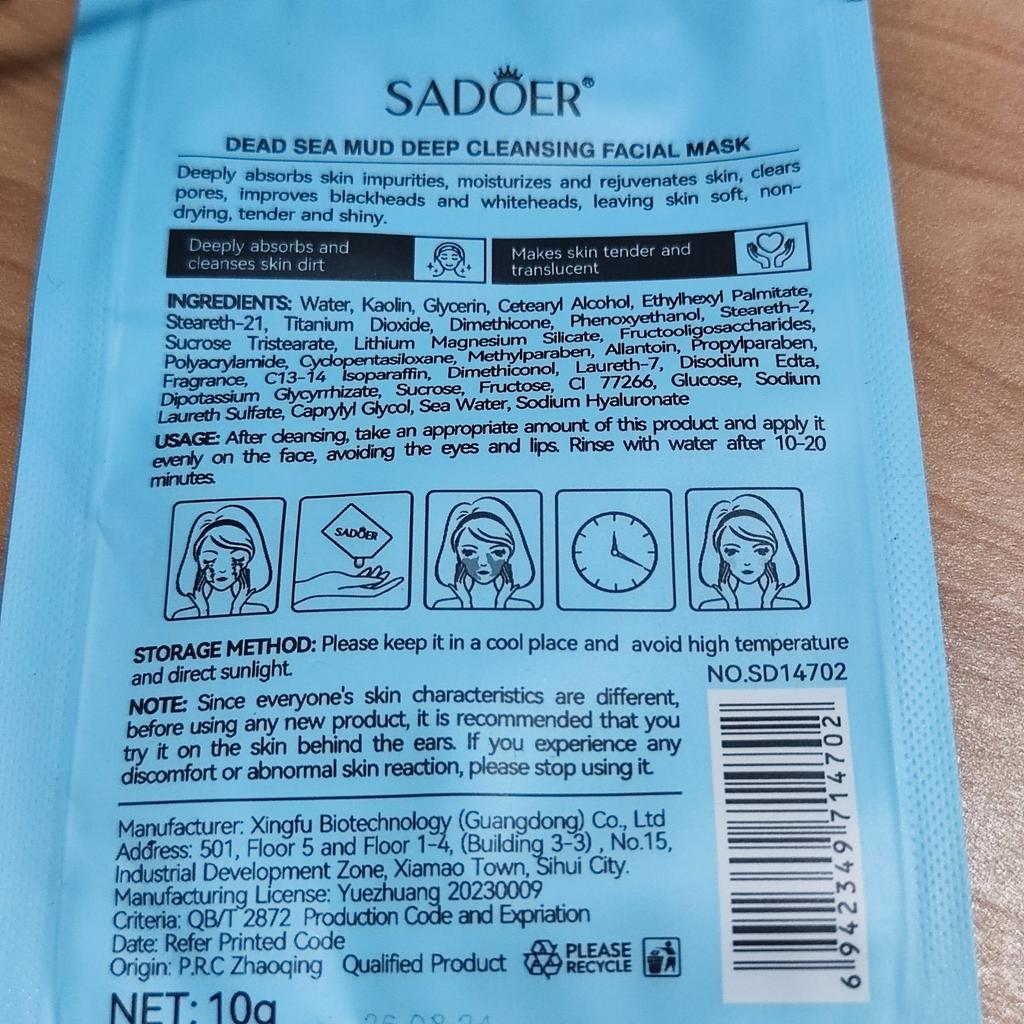 SADOER®
DEAD SEA MUD DEEP CLEANSING FACIAL MASK
Deeply absorbs skin impurities, moisturizes and rejuvenates skin, clears
pores, improves blackheads and whiteheads, leaving skin soft, non-
drying, tender and shiny.
Deeply absorbs and
cleanses skin dirt
Makes skin tender and
translucent
INGREDIENTS: Water, Kaolin, Glycerin, Cetearyl Alcohol, Ethylhexyl Palmitate,
Steareth-21, Titanium Dioxide, Dimethicone, Phenoxyethanol, Steareth-2,
Sucrose Tristearate, Lithium Magnesium Silicate, Fructooligosaccharides,
Polyacrylamide, Cyclopentasiloxane, Methylparaben, Allantoin, Propylparaben,
Fragrance, C13-14 Isoparaffin, Dimethiconol, Laureth-7, Disodium Edta,
Dipotassium Glycyrrhizate, Sucrose, Fructose, CI 77266, Glucose, Sodium
Laureth Sulfate, Caprylyl Glycol, Sea Water, Sodium Hyaluronate
USAGE: After cleansing, take an appropriate amount of this product and apply it
evenly on the face, avoiding the eyes and lips. Rinse with water after 10-20
minutes.
SADOER
STORAGE METHOD: Please keep it in a cool place and avoid high temperature
and direct sunlight.
NO.SD14702
NOTE: Since everyone's skin characteristics are different,
before using any new product, it is recommended that you
try it on the skin behind the ears. If you experience any
discomfort or abnormal skin reaction, please stop using it.
Manufacturer: Xingfu Biotechnology (Guangdong) Co., Ltd
Address: 501, Floor 5 and Floor 1-4, (Building 3-3) , No.15,
Industrial Development Zone, Xiamao Town, Sihui City.
Manufacturing License: Yuezhuang 20230009
Criteria: QB/T 2872 Production Code and Expriation
Date: Refer Printed Code
Origin: P.R.C Zhaoqing Qualified Product
PLEASE
RECYCLE
6942349714702
NET: 10g